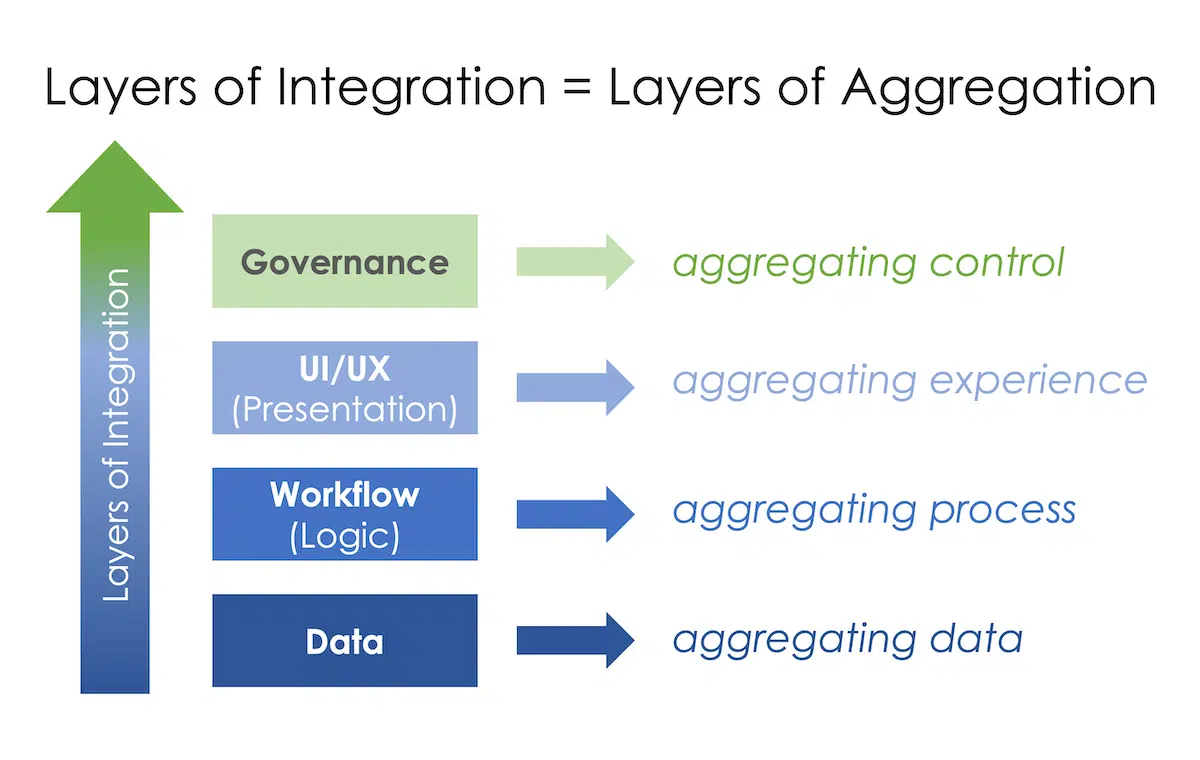 Layers of Integration = Layers of Aggregation
Layers of Integration
Governance
aggregating control
UI/UX
(Presentation)
aggregating experience
Workflow
(Logic)
aggregating process
Data
aggregating data